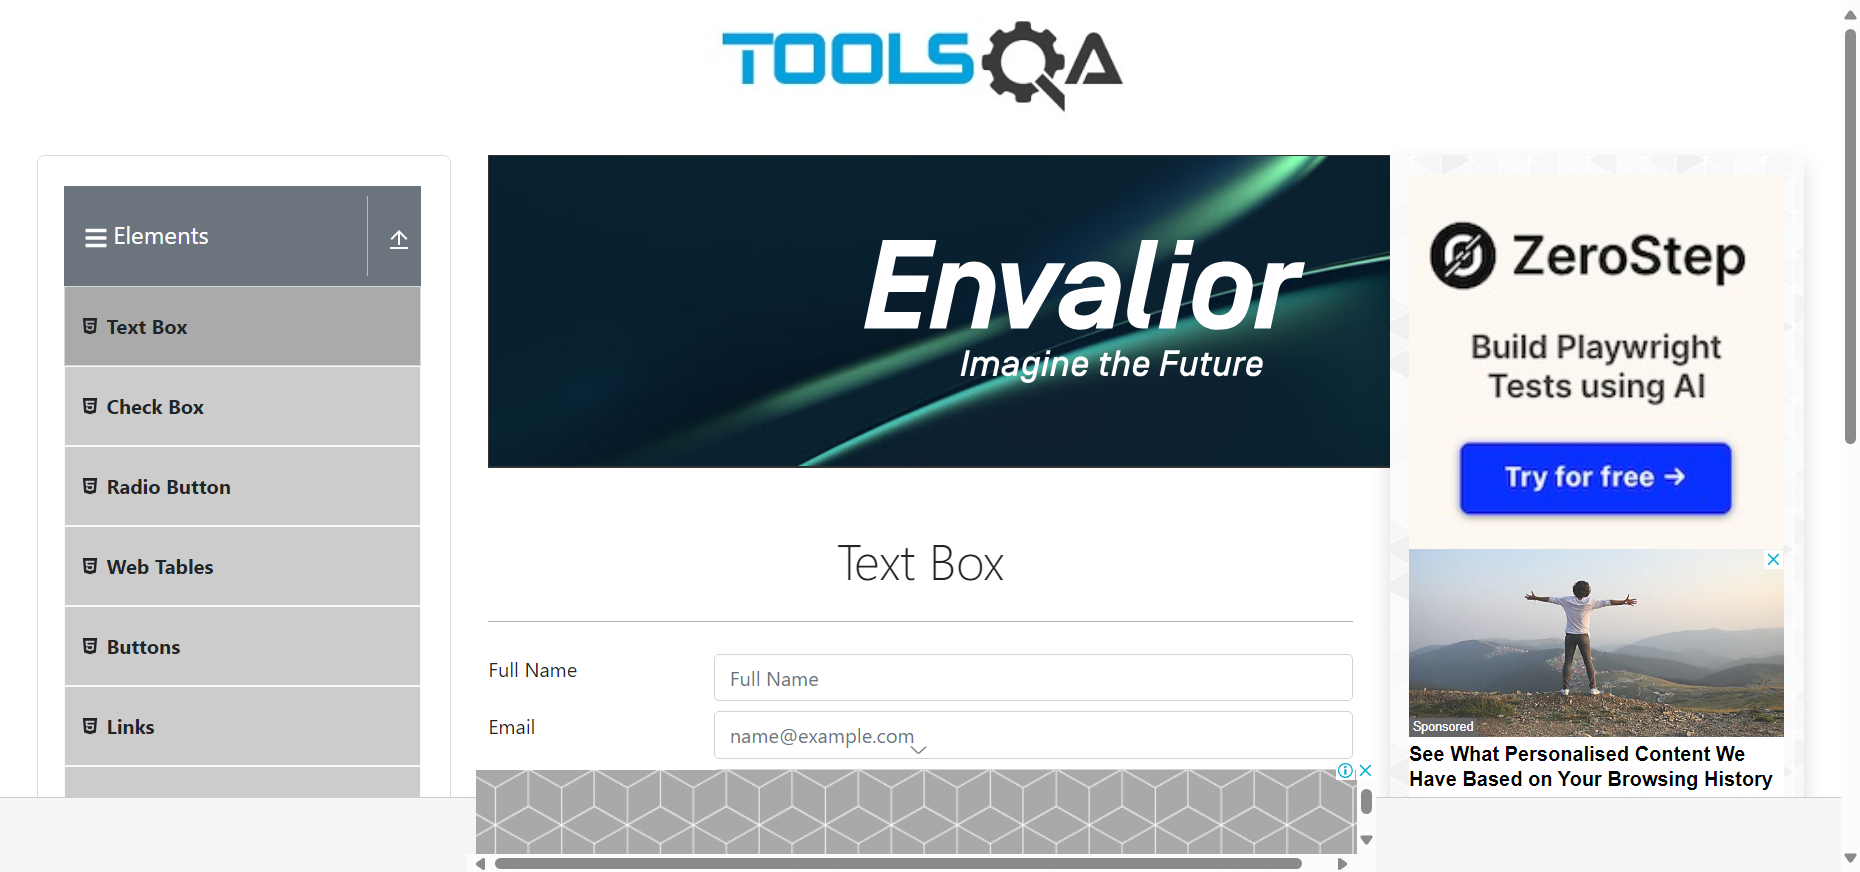 TOOLSQA
Elements
Text Box
Check Box
Radio Button
Web Tables
Buttons
Links
Envalior
Imagine the Future
Text Box
Full Name
Full Name
Email
name@example.com
ZeroStep
Build Playwright
Tests using AI
Try for free →
Sponsored
See What Personalised Content We
Have Based on Your Browsing History